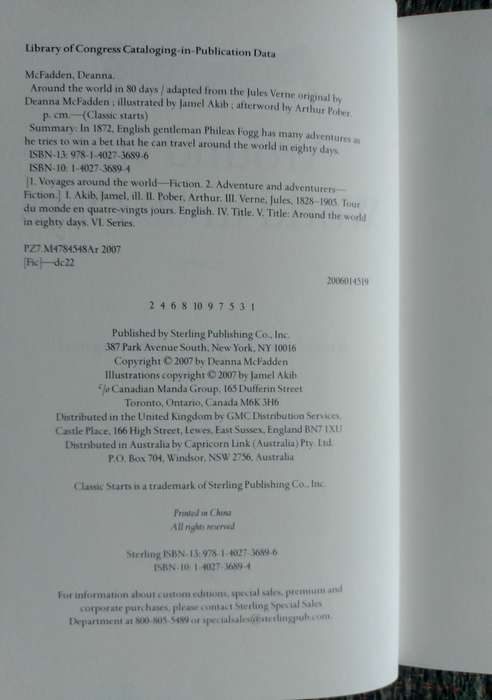 Library of Congress Cataloging-in-Publication Data
McFadden, Deanna.
Around the world in 80 days / adapted from the Jules Verne original by
Deanna McFadden ; illustrated by Jamel Akib ; afterword by Arthur Pober.
p. cm.—(Classic starts)
Summary: In 1872, English gentleman Phileas Fogg has many adventures as
he tries to win a bet that he can travel around the world in eighty days.
ISBN-13: 978-1-4027-3689-6
ISBN-10: 1-4027-3689-4
[1. Voyages around the world—Fiction. 2. Adventure and adventurers—
Fiction.] I. Akib, Jamel, ill. II. Pober, Arthur. III. Verne, Jules, 1828-1905. Tour
du monde en quatre-vingts jours. English. IV. Title. V. Title: Around the world
in eighty days. VI. Series.
PZ7.M4784548Ar 2007
[Fic]—dc22
2006014519
2 4 6 8 10 9 7 5 3 1
Published by Sterling Publishing Co., Inc.
387 Park Avenue South, New York, NY 10016
Copyright © 2007 by Deanna McFadden
Illustrations copyright © 2007 by Jamel Akib
c/o Canadian Manda Group, 165 Dufferin Street
Toronto, Ontario, Canada M6K 3H6
Distributed in the United Kingdom by GMC Distribution Services,
Castle Place, 166 High Street, Lewes, East Sussex, England BN7 1XU
Distributed in Australia by Capricorn Link (Australia) Pty. Ltd.
P.O. Box 704, Windsor, NSW 2756, Australia
Classic Starts is a trademark of Sterling Publishing Co., Inc.
Printed in China
All rights reserved
Sterling ISBN-13: 978-1-4027-3689-6
ISBN-10: 1-4027-3689-4
For information about custom editions, special sales, premium and
corporate purchases, please contact Sterling Special Sales
Department at 800-805-5489 or specialsales@sterlingpub.com.